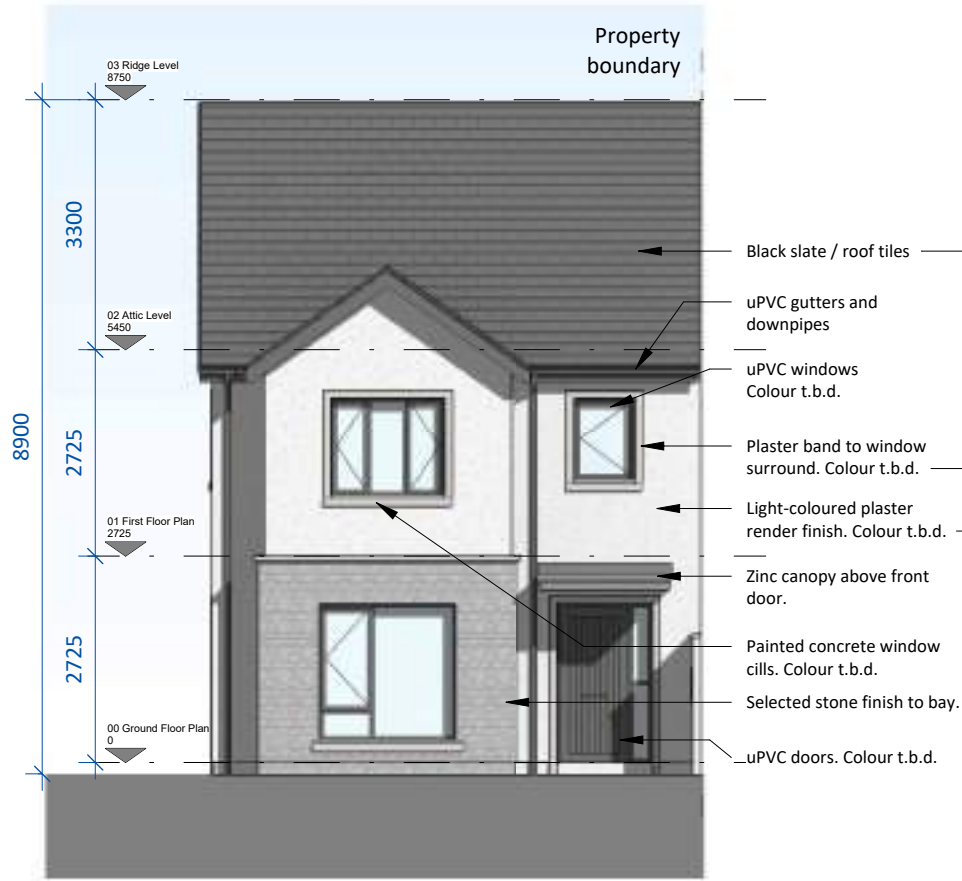 Property
boundary
03 Ridge Level
8750
3300
Black slate / roof tiles
uPVC gutters and
downpipes
02 Attic Level
5450
uPVC windows
Colour t.b.d.
8900
2725
Plaster band to window
surround. Colour t.b.d.
Light-coloured plaster
render finish. Colour t.b.d.
01 First Floor Plan
2725
Zinc canopy above front
door.
2725
Painted concrete window
cills. Colour t.b.d.
Selected stone finish to bay.
00 Ground Floor Plan
0
uPVC doors. Colour t.b.d.